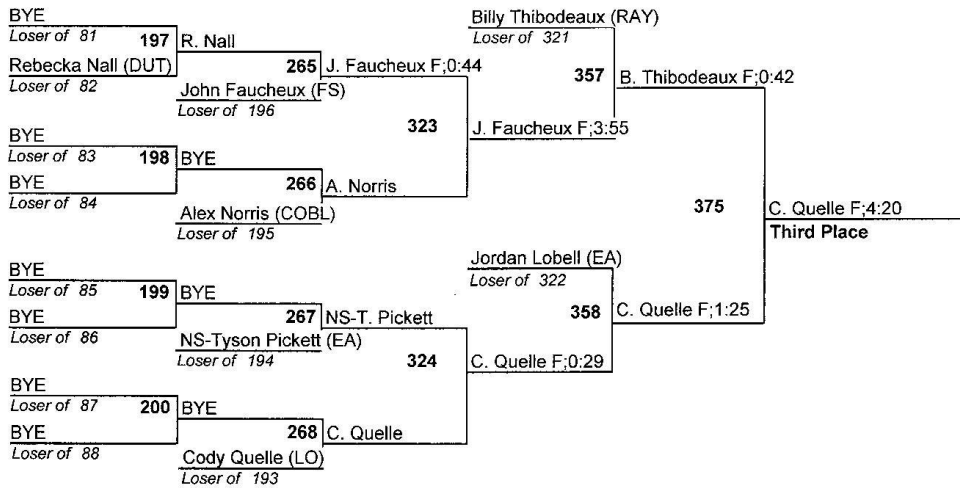 BYE
Loser of 81
197
R. Nall
Rebecka Nall (DUT)
Loser of 82
265
J. Faucheux F;0:44
John Faucheux (FS)
Loser of 196
323
J. Faucheux F;3:55
BYE
Loser of 83
198
BYE
BYE
Loser of 84
266
A. Norris
Alex Norris (COBL)
Loser of 195
Billy Thibodeaux (RAY)
Loser of 321
357
B. Thibodeaux F;0:42
375
C. Quelle F;4:20
Third Place
BYE
Loser of 85
199
BYE
BYE
Loser of 86
267
NS-T. Pickett
NS-Tyson Pickett (EA)
Loser of 194
324
C. Quelle F;0:29
BYE
Loser of 87
200
BYE
BYE
Loser of 88
268
C. Quelle
Cody Quelle (LO)
Loser of 193
Jordan Lobell (EA)
Loser of 322
358
C. Quelle F;1:25